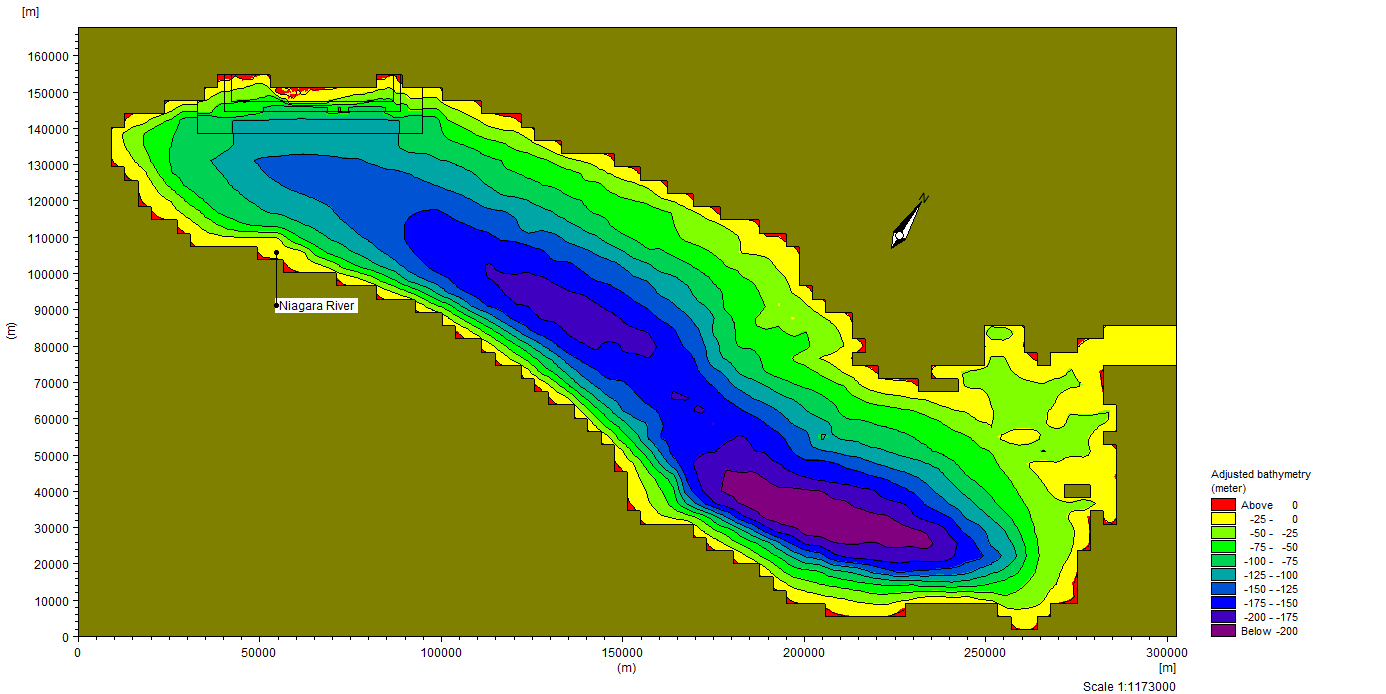 [m]
160000
150000
140000
130000
120000
110000
100000
90000
80000
70000
60000
50000
40000
30000
20000
10000
0
(m)
N
Niagara River
0
50000
100000
150000
200000
250000
300000
(m)
[m]
Scale 1:1173000
Adjusted bathymetry
(meter)
Above 0
-25 - 0
-50 - -25
-75 - -50
-100 - -75
-125 - -100
-150 - -125
-175 - -150
-200 - -175
Below -200